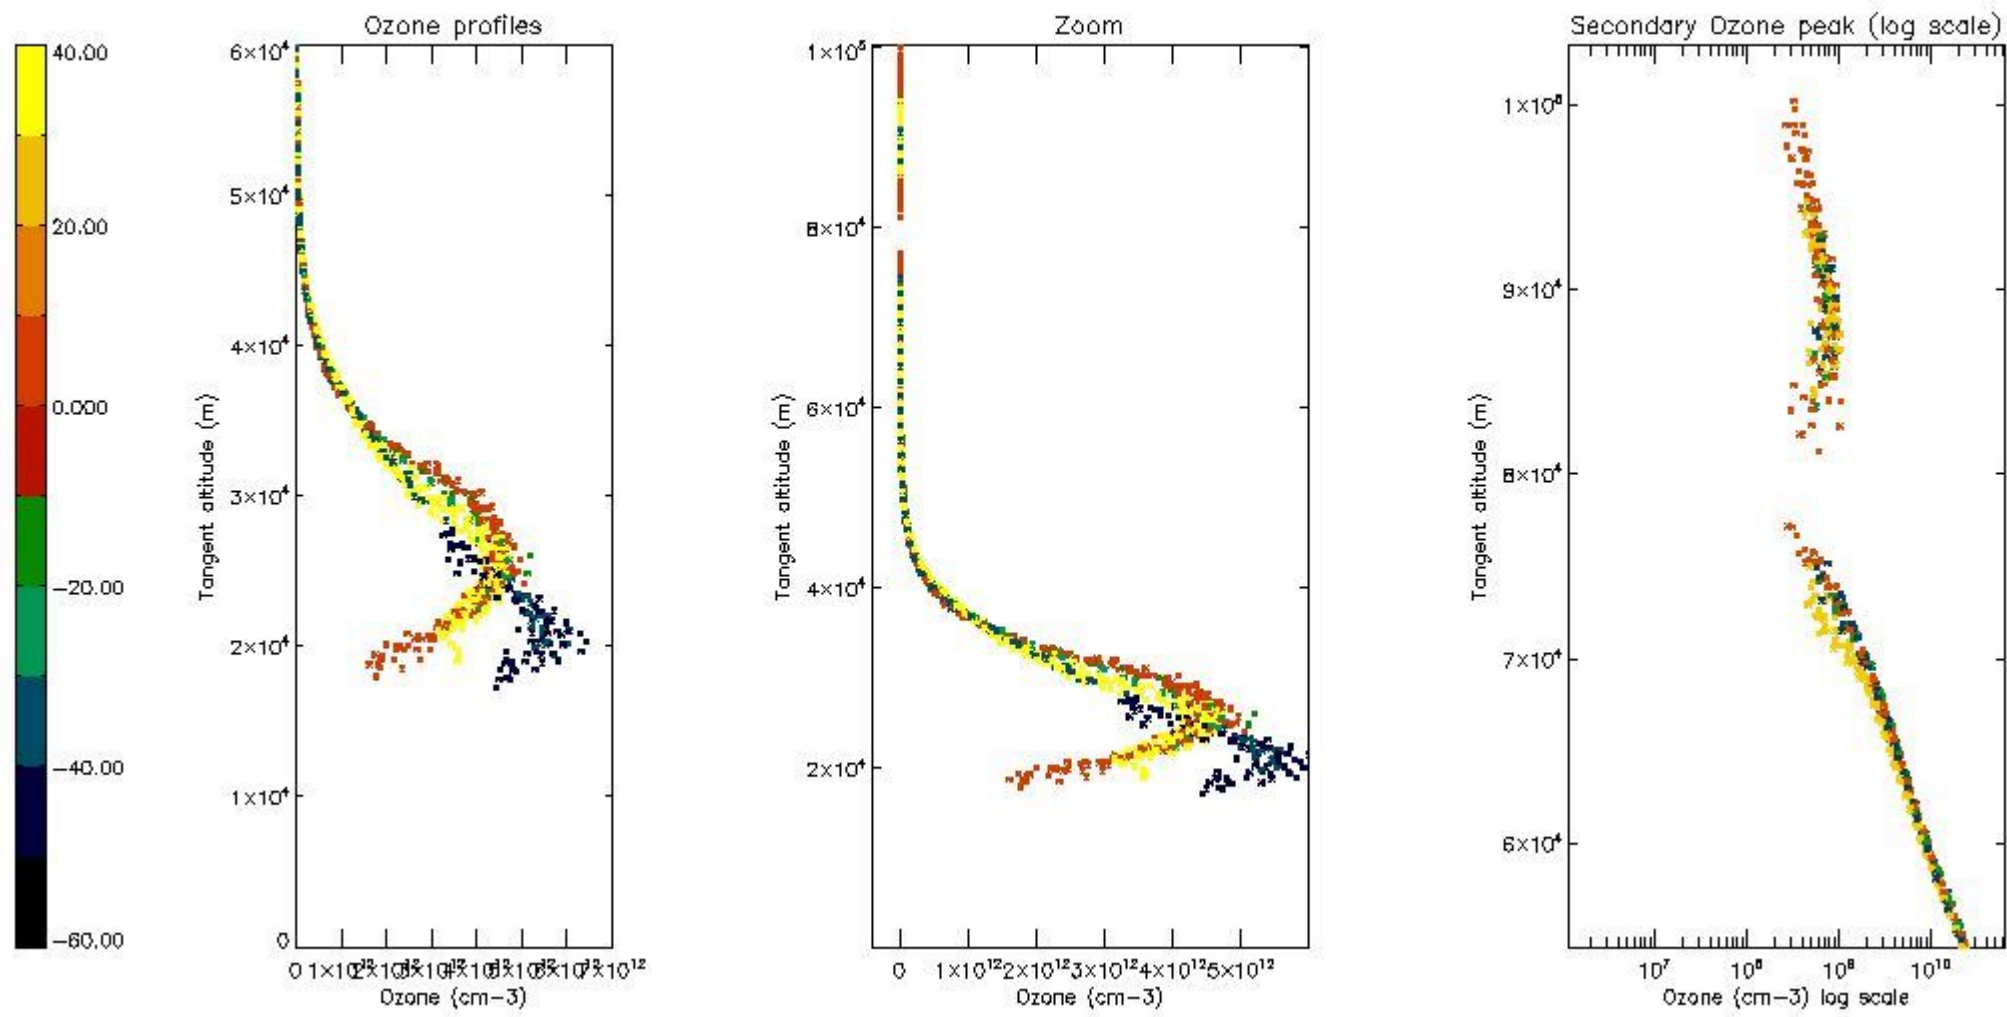 Ozone profiles
Zoom
Secondary Ozone peak (log scale)
40.00
20.00
0.000
−20.00
−40.00
−60.00
Tangent altitude (m)
6×10⁴
5×10⁴
4×10⁴
3×10⁴
2×10⁴
1×10⁴
0
Ozone (cm−3)
Tangent altitude (m)
1×10⁵
8×10⁴
6×10⁴
4×10⁴
2×10⁴
0 1×10¹² 2×10¹² 3×10¹² 4×10¹² 5×10¹²
Ozone (cm−3)
Tangent altitude (m)
9×10⁴
8×10⁴
7×10⁴
6×10⁴
10⁷ 10¹⁰
Ozone (cm−3) log scale